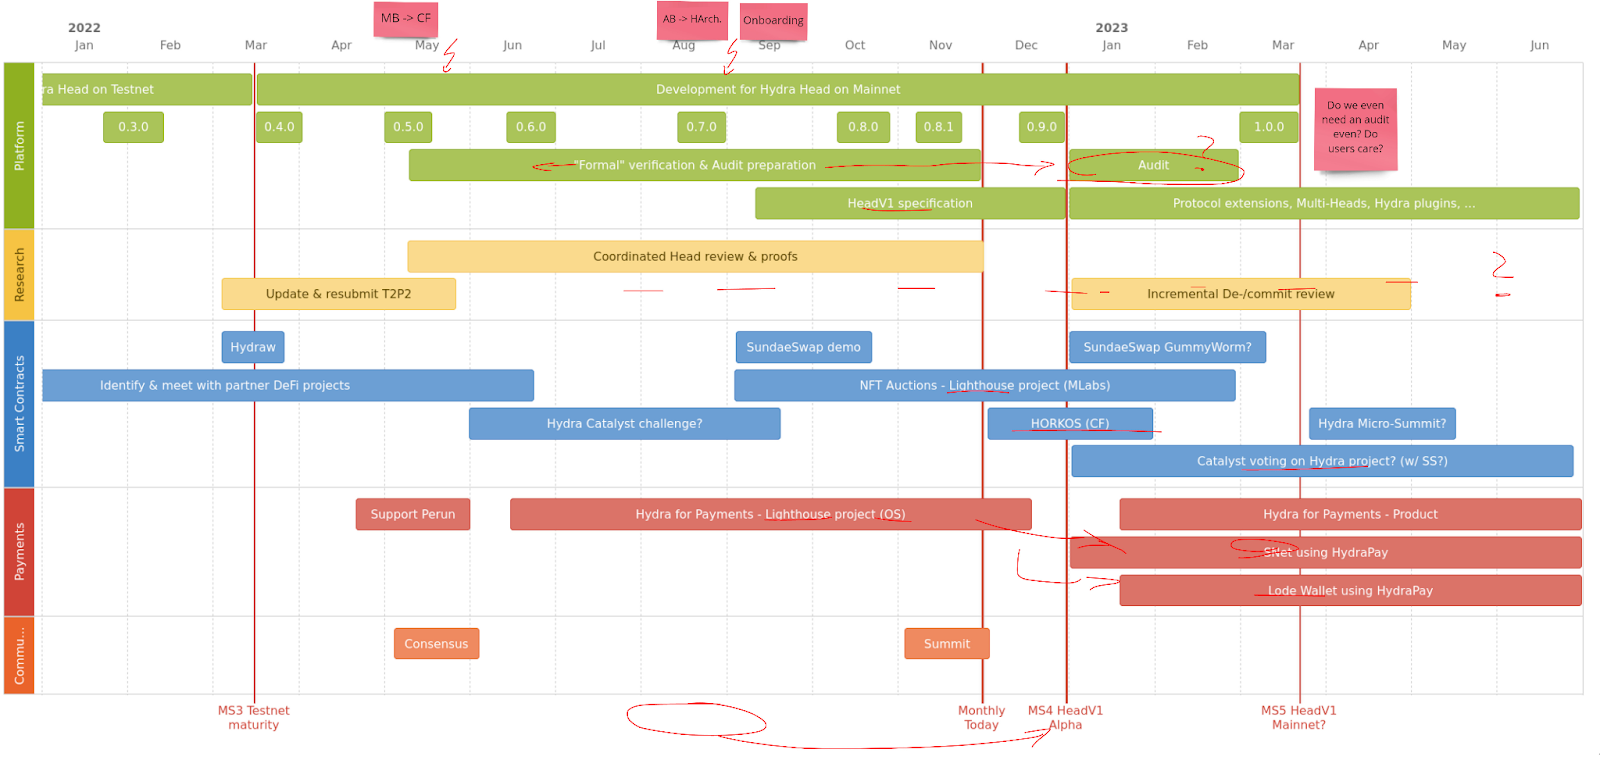 MB -> CF
AB -> HArch.
Onboarding
2022
2023
Jan Feb Mar Apr May Jun Jul Aug Sep Oct Nov Dec Jan Feb Mar Apr May Jun
Platform
ra Head on Testnet
Development for Hydra Head on Mainnet
0.3.0 0.4.0 0.5.0 0.6.0 0.7.0 0.8.0 0.8.1 0.9.0 1.0.0
"Formal" verification & Audit preparation
Audit
?
HeadV1 specification
Protocol extensions, Multi-Heads, Hydra plugins, ...
Do we even
need an audit
even? Do
users care?
Research
Coordinated Head review & proofs
Update & resubmit T2P2
Incremental De-/commit review
?
Smart Contracts
Hydraw
SundaeSwap demo
SundaeSwap GummyWorm?
Identify & meet with partner DeFi projects
NFT Auctions - Lighthouse project (MLabs)
Hydra Catalyst challenge?
HORKOS (CF)
Hydra Micro-Summit?
Catalyst voting on Hydra project? (w/ SS?)
Payments
Support Perun
Hydra for Payments - Lighthouse project (OS)
Hydra for Payments - Product
SNet using HydraPay
Lode Wallet using HydraPay
Commu...
Consensus
Summit
MS3 Testnet
maturity
Monthly
Today
MS4 HeadV1
Alpha
MS5 HeadV1
Mainnet?